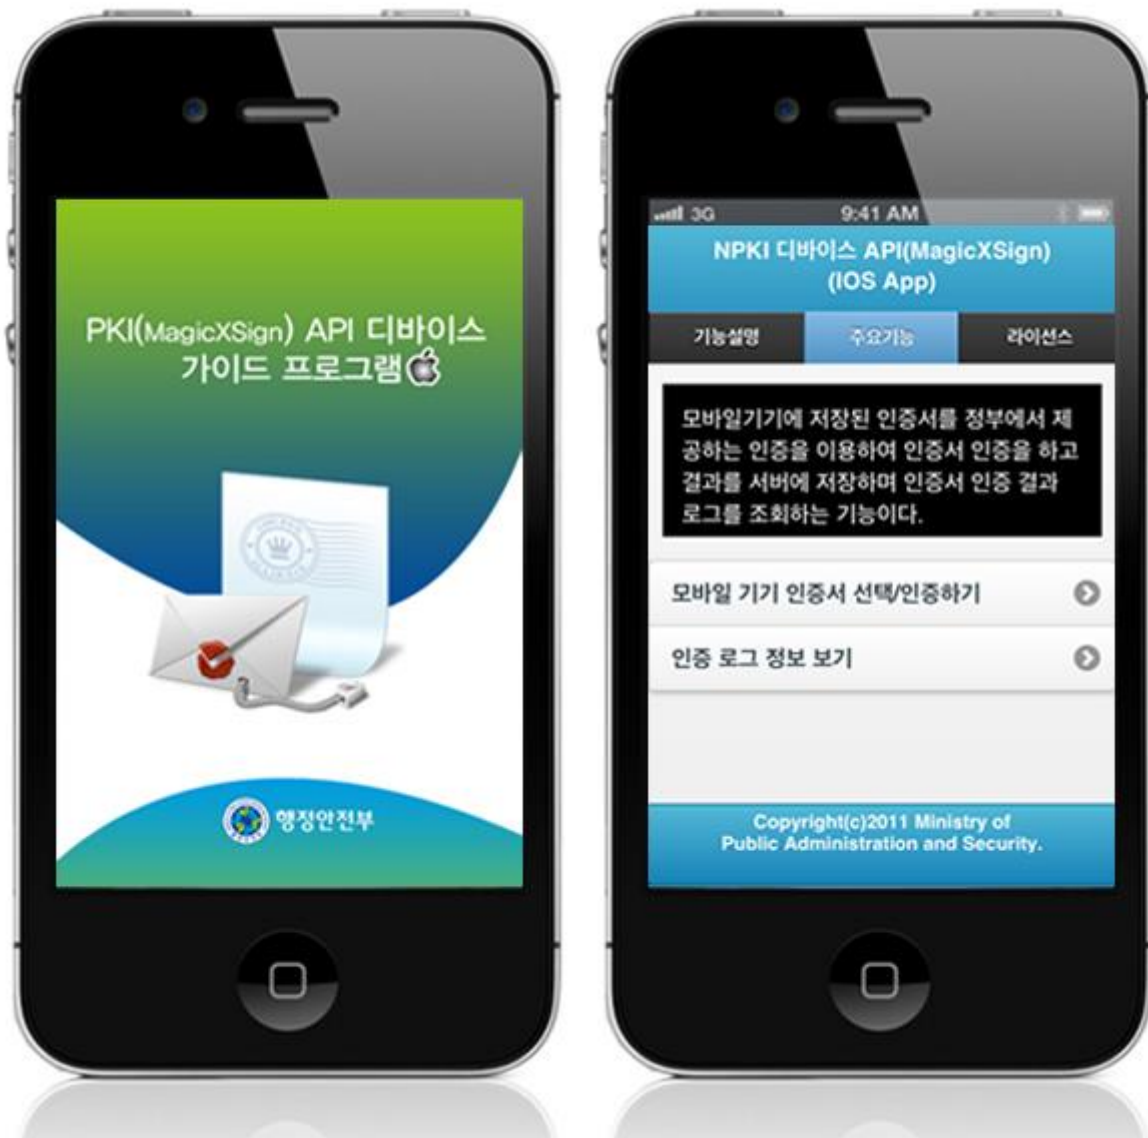 PKI(MagicXSign) API 디바이스
가이드 프로그램
행정안전부
3G 9:41 AM
NPKI 디바이스 API(MagicXSign)
(IOS App)
기능설명 주요기능 라이선스
모바일기기에 저장된 인증서를 정부에서 제
공하는 인증을 이용하여 인증서 인증을 하고
결과를 서버에 저장하며 인증서 인증 결과
로그를 조회하는 기능이다.
모바일 기기 인증서 선택/인증하기
인증 로그 정보 보기
Copyright(c)2011 Ministry of
Public Administration and Security.